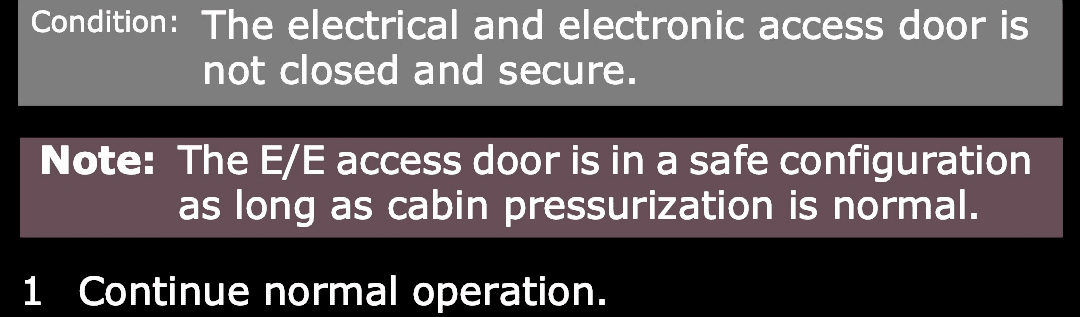 Condition: The electrical and electronic access door is
not closed and secure.
Note: The E/E access door is in a safe configuration
as long as cabin pressurization is normal.
1 Continue normal operation.